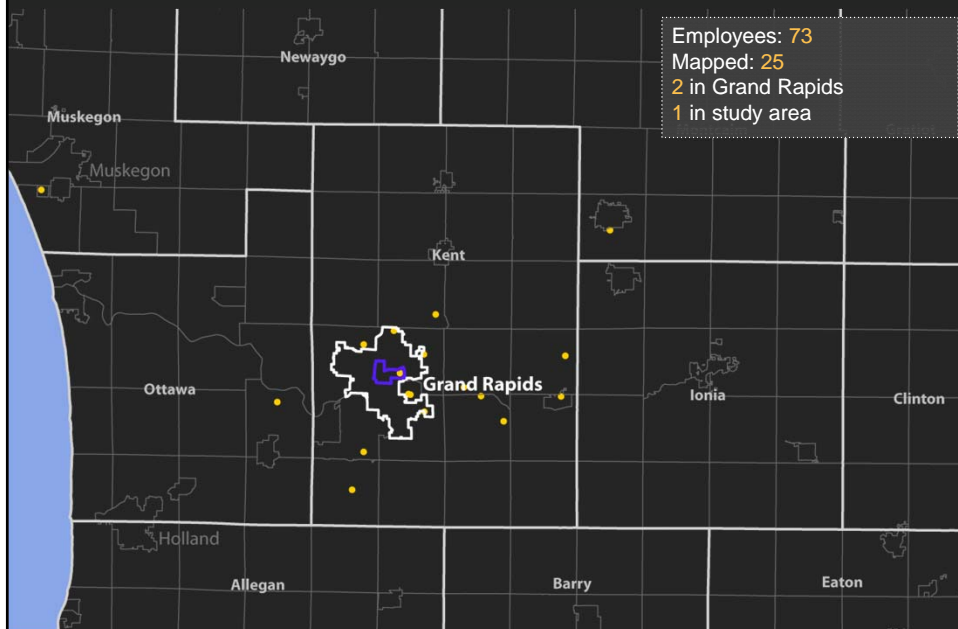 Employees: 73
Mapped: 25
2 in Grand Rapids
1 in study area
Newaygo
Muskegon
Muskegon
Kent
Grand Rapids
Ottawa
Ionia
Clinton
Holland
Allegan
Barry
Eaton